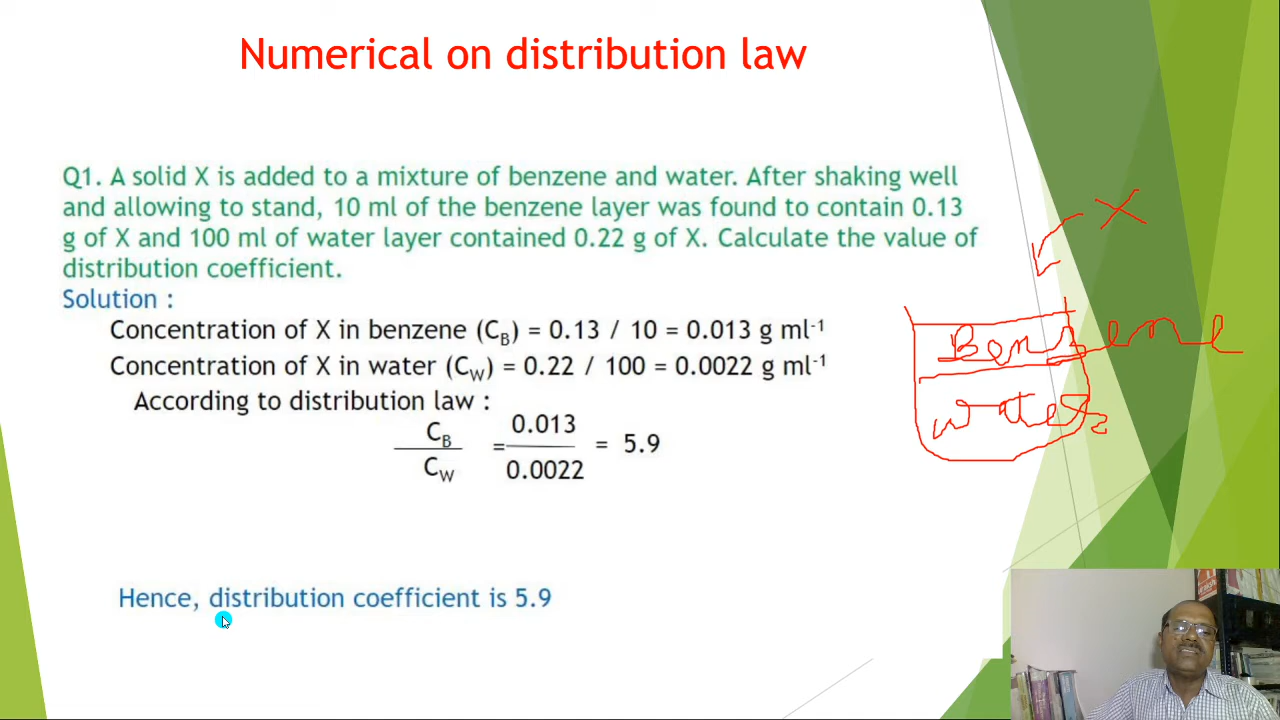 Numerical on distribution law
Q1. A solid X is added to a mixture of benzene and water. After shaking well
and allowing to stand, 10 ml of the benzene layer was found to contain 0.13
g of X and 100 ml of water layer contained 0.22 g of X. Calculate the value of
distribution coefficient.
Solution :
Concentration of X in benzene (C_B) = 0.13 / 10 = 0.013 g ml⁻¹
Concentration of X in water (C_W) = 0.22 / 100 = 0.0022 g ml⁻¹
According to distribution law :
C_B / C_W = 0.013 / 0.0022 = 5.9
Hence, distribution coefficient is 5.9
X
Benzene
water